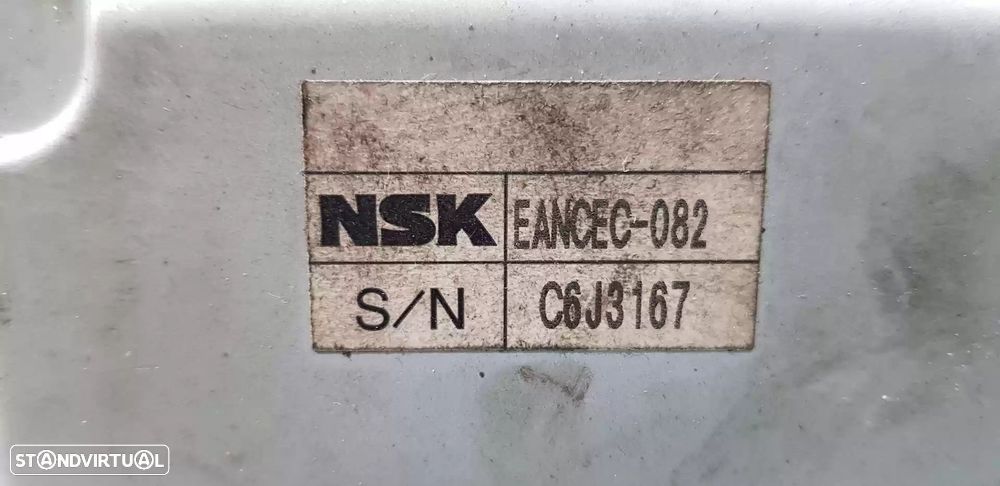 NSK EANCEC-082
S/N C6J3167
STANDVIRTUAL